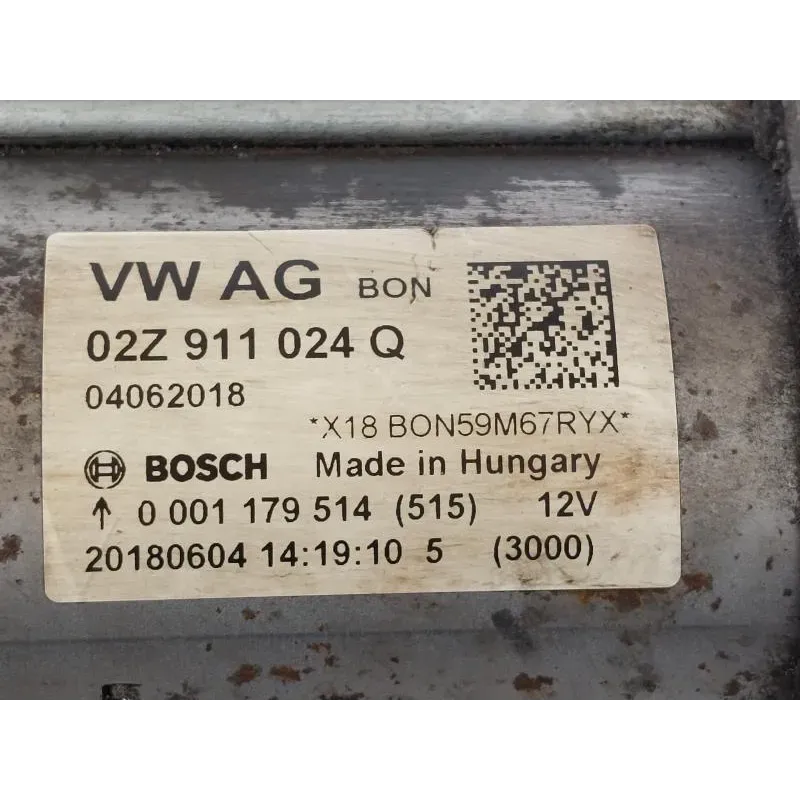 VW AG BON
02Z 911 024 Q
04062018
*X18 BON59M67RYX*
BOSCH Made in Hungary
↑ 0 001 179 514 (515) 12V
20180604 14:19:10 5 (3000)